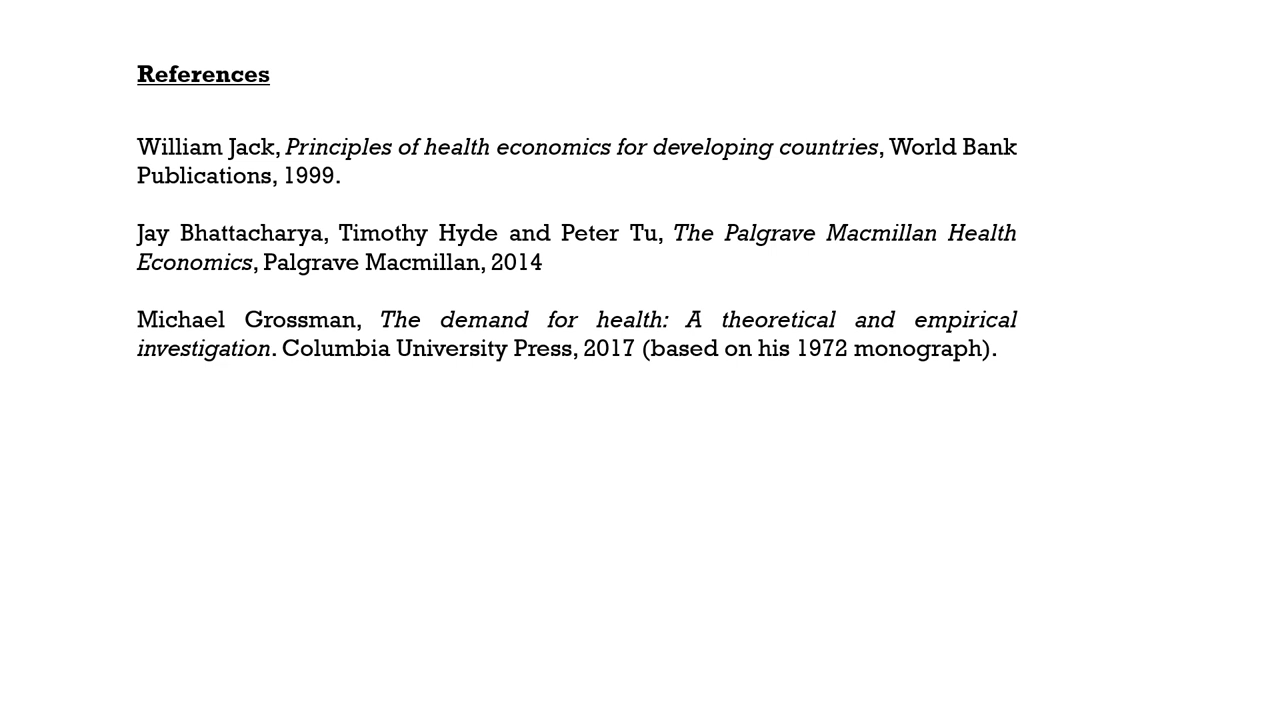 References
William Jack, Principles of health economics for developing countries, World Bank
Publications, 1999.
Jay Bhattacharya, Timothy Hyde and Peter Tu, The Palgrave Macmillan Health
Economics, Palgrave Macmillan, 2014
Michael Grossman, The demand for health: A theoretical and empirical
investigation. Columbia University Press, 2017 (based on his 1972 monograph).